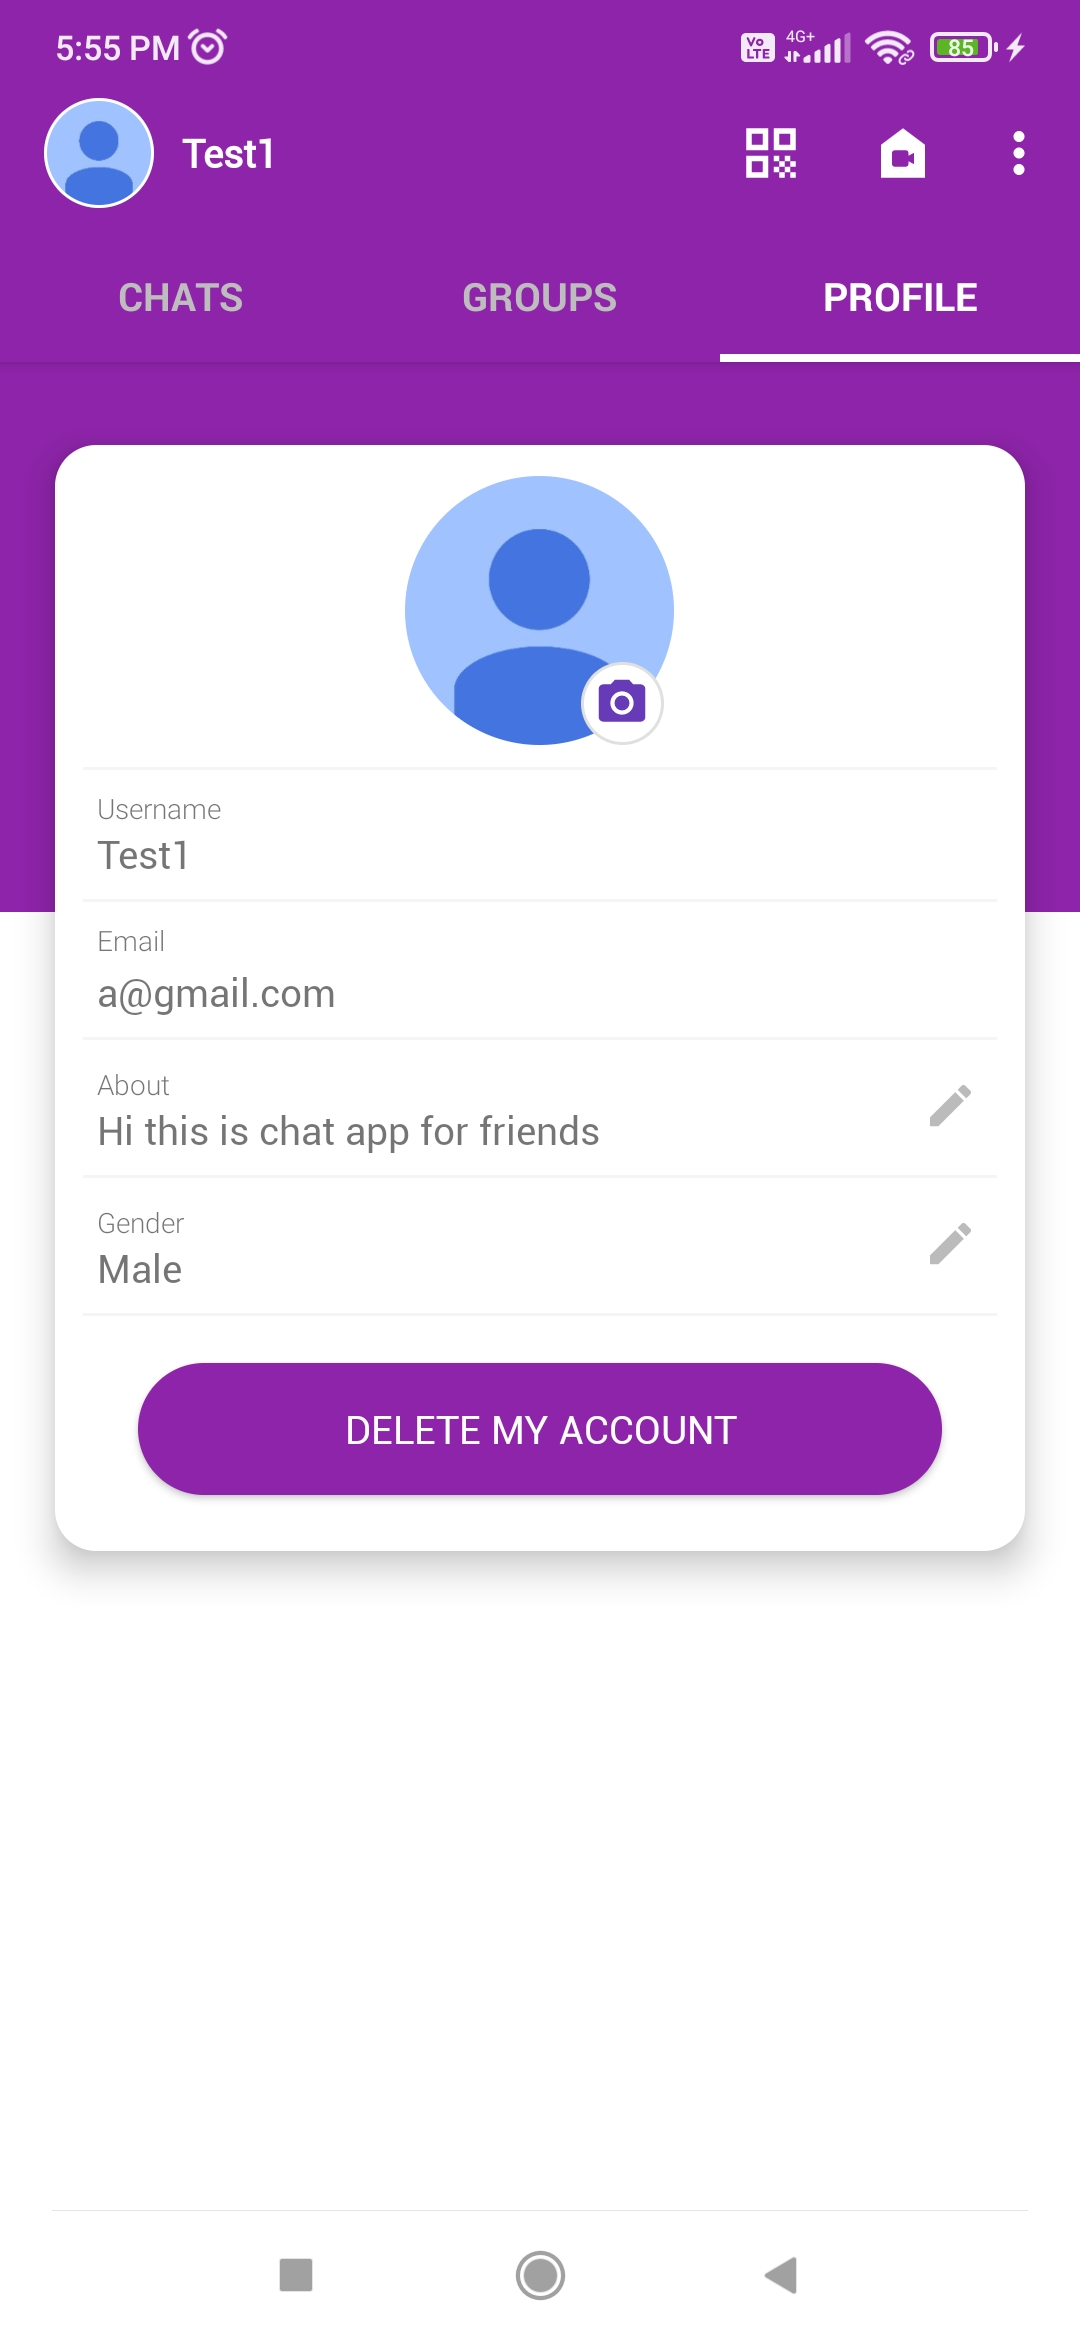 5:55 PM
Vo LTE
4G+
85
Test1
CHATS
GROUPS
PROFILE
Username
Test1
Email
a@gmail.com
About
Hi this is chat app for friends
Gender
Male
DELETE MY ACCOUNT